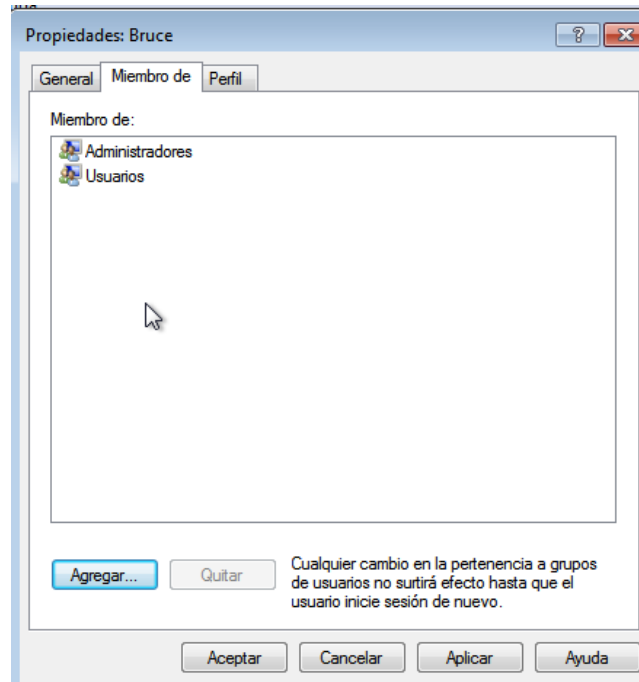 Propiedades: Bruce
General Miembro de Perfil
Miembro de:
Administradores
Usuarios
Agregar... Quitar
Cualquier cambio en la pertenencia a grupos
de usuarios no surtirá efecto hasta que el
usuario inicie sesión de nuevo.
Aceptar Cancelar Aplicar Ayuda